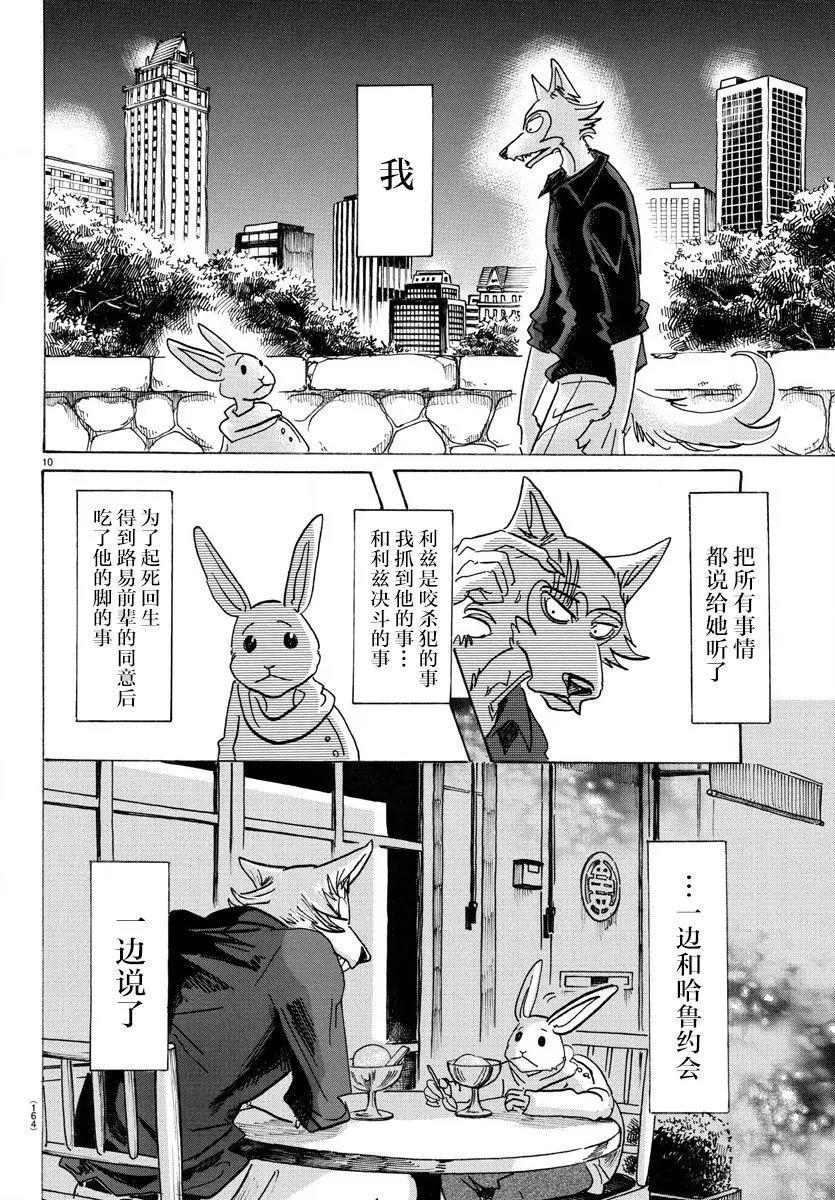 我
10
把所有事情
都说给她听了
利兹是咬杀犯的事
我抓到他的事…
和利兹决斗的事
为了起死回生
得到路易前辈的同意后
吃了他的脚的事
…一边和哈鲁约会
一边说了
(164)